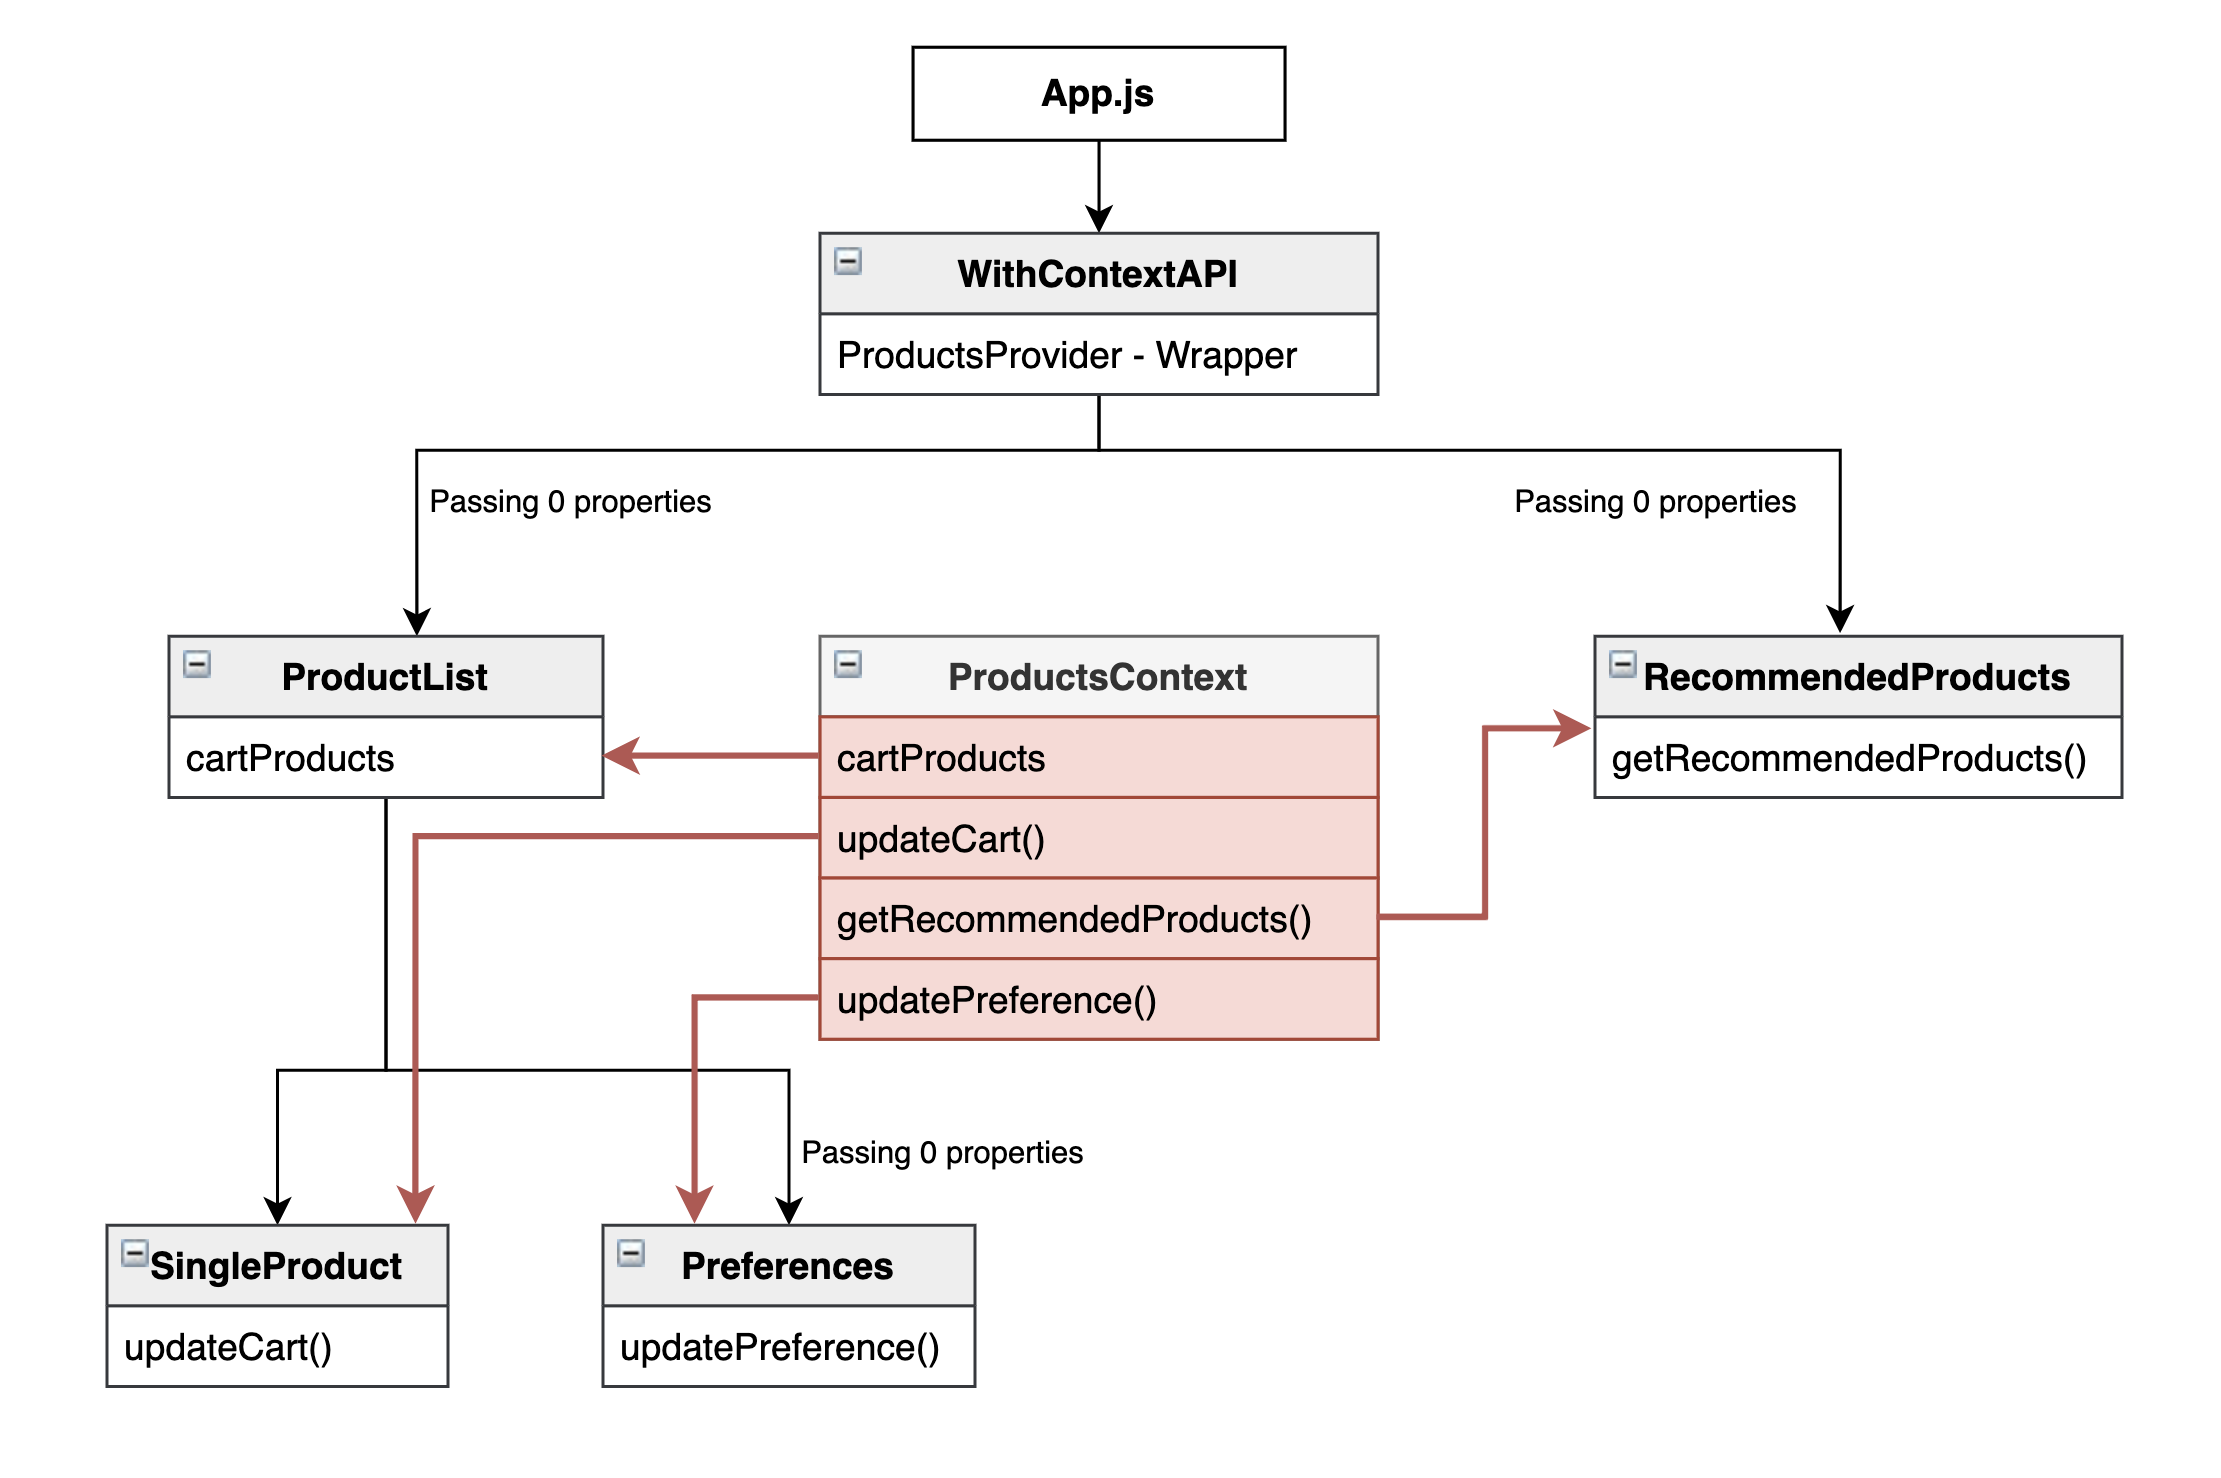 App.js
WithContextAPI
ProductsProvider - Wrapper
Passing 0 properties
Passing 0 properties
ProductList
cartProducts
ProductsContext
cartProducts
updateCart()
getRecommendedProducts()
updatePreference()
RecommendedProducts
getRecommendedProducts()
Passing 0 properties
SingleProduct
updateCart()
Preferences
updatePreference()